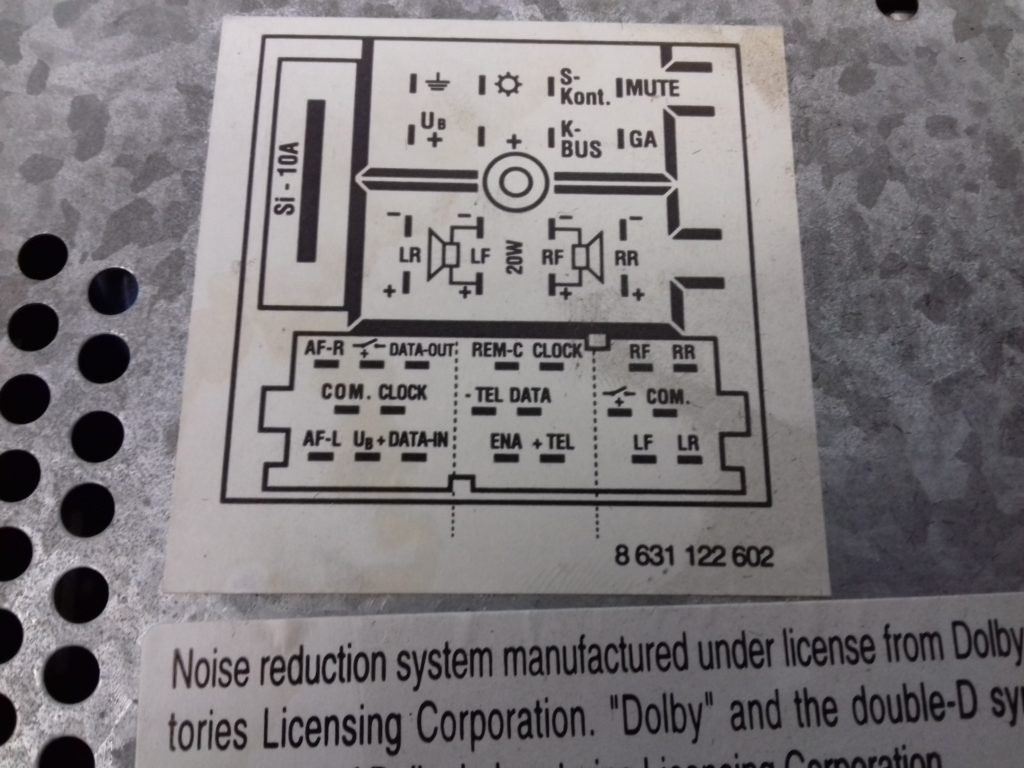 S-
Kont. MUTE
UB
+ + K-
BUS GA
Si - 10A
- - - -
LR LF 20W RF RR
+ + + +
AF-R + DATA-OUT REM-C CLOCK RF RR
COM. CLOCK - TEL DATA + COM.
AF-L UB + DATA-IN ENA + TEL LF LR
8 631 122 602
Noise reduction system manufactured under license from Dolby
tories Licensing Corporation. "Dolby" and the double-D sy
Licensing Corporation